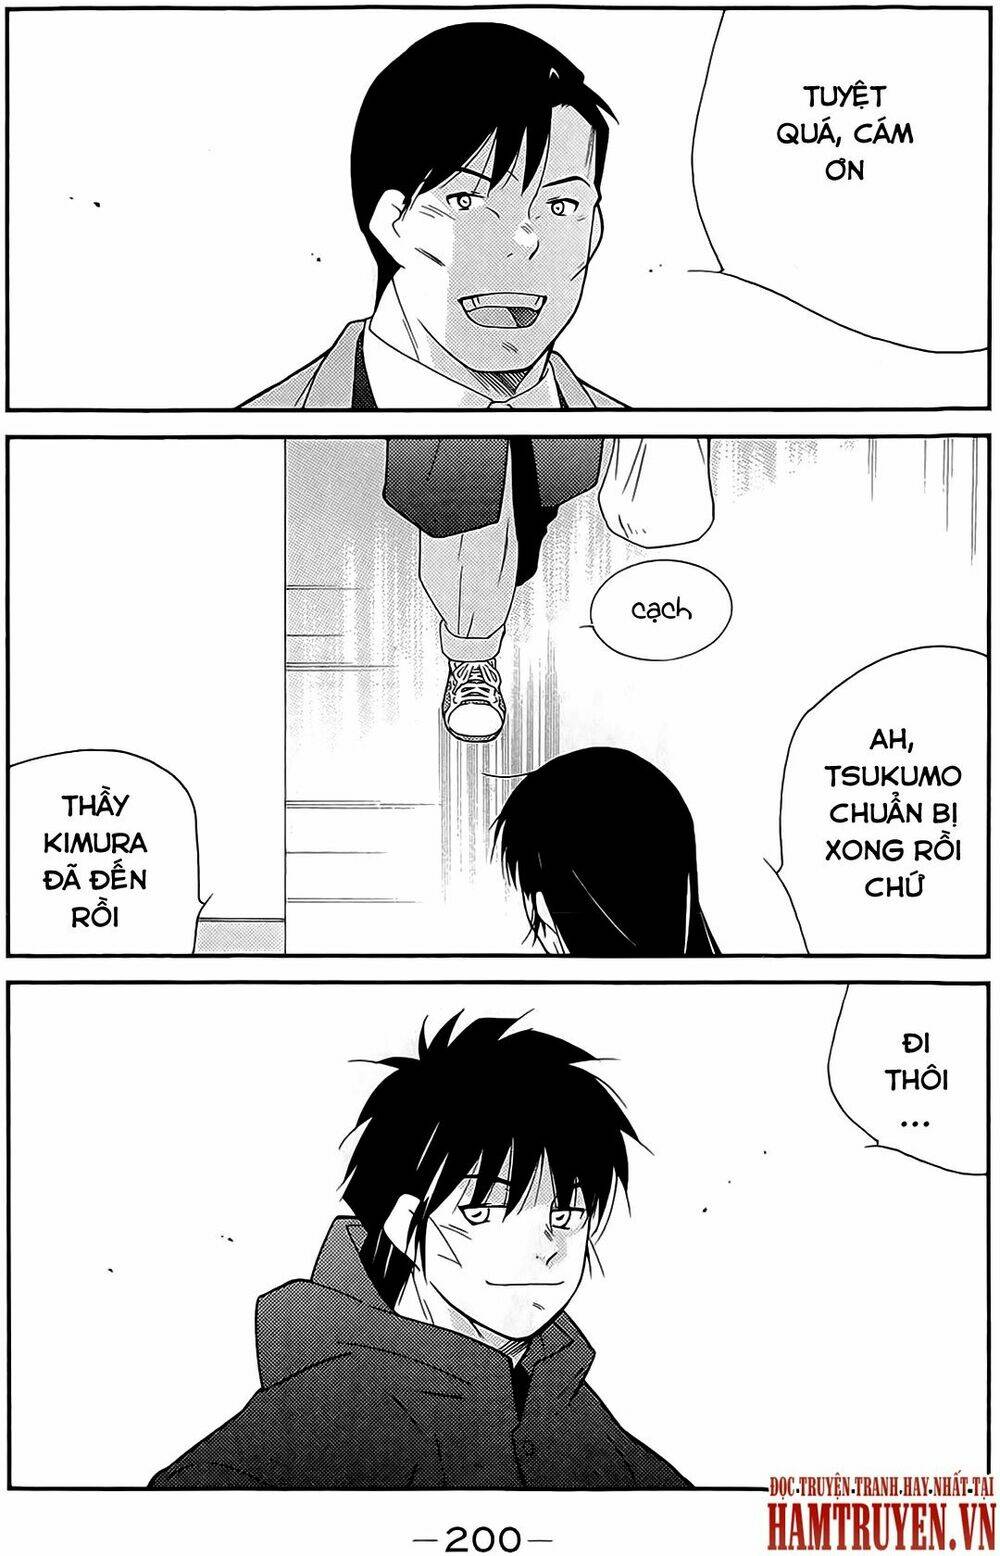 TUYỆT
QUÁ, CÁM
ƠN
cạch
AH,
TSUKUMO
CHUẨN BỊ
XONG RỒI
CHỨ
THẦY
KIMURA
ĐÃ ĐẾN
RỒI
ĐI
THÔI
...
ĐỌC TRUYỆN TRANH HAY NHẤT TẠI
HAMTRUYEN.VN
—200—